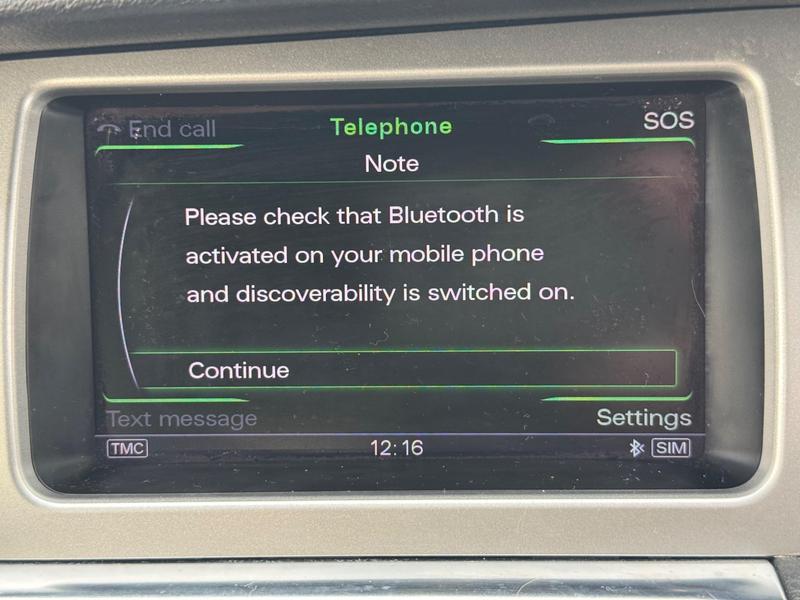 End call
Telephone
SOS
Note
Please check that Bluetooth is
activated on your mobile phone
and discoverability is switched on.
Continue
Text message
Settings
TMC
12:16
SIM